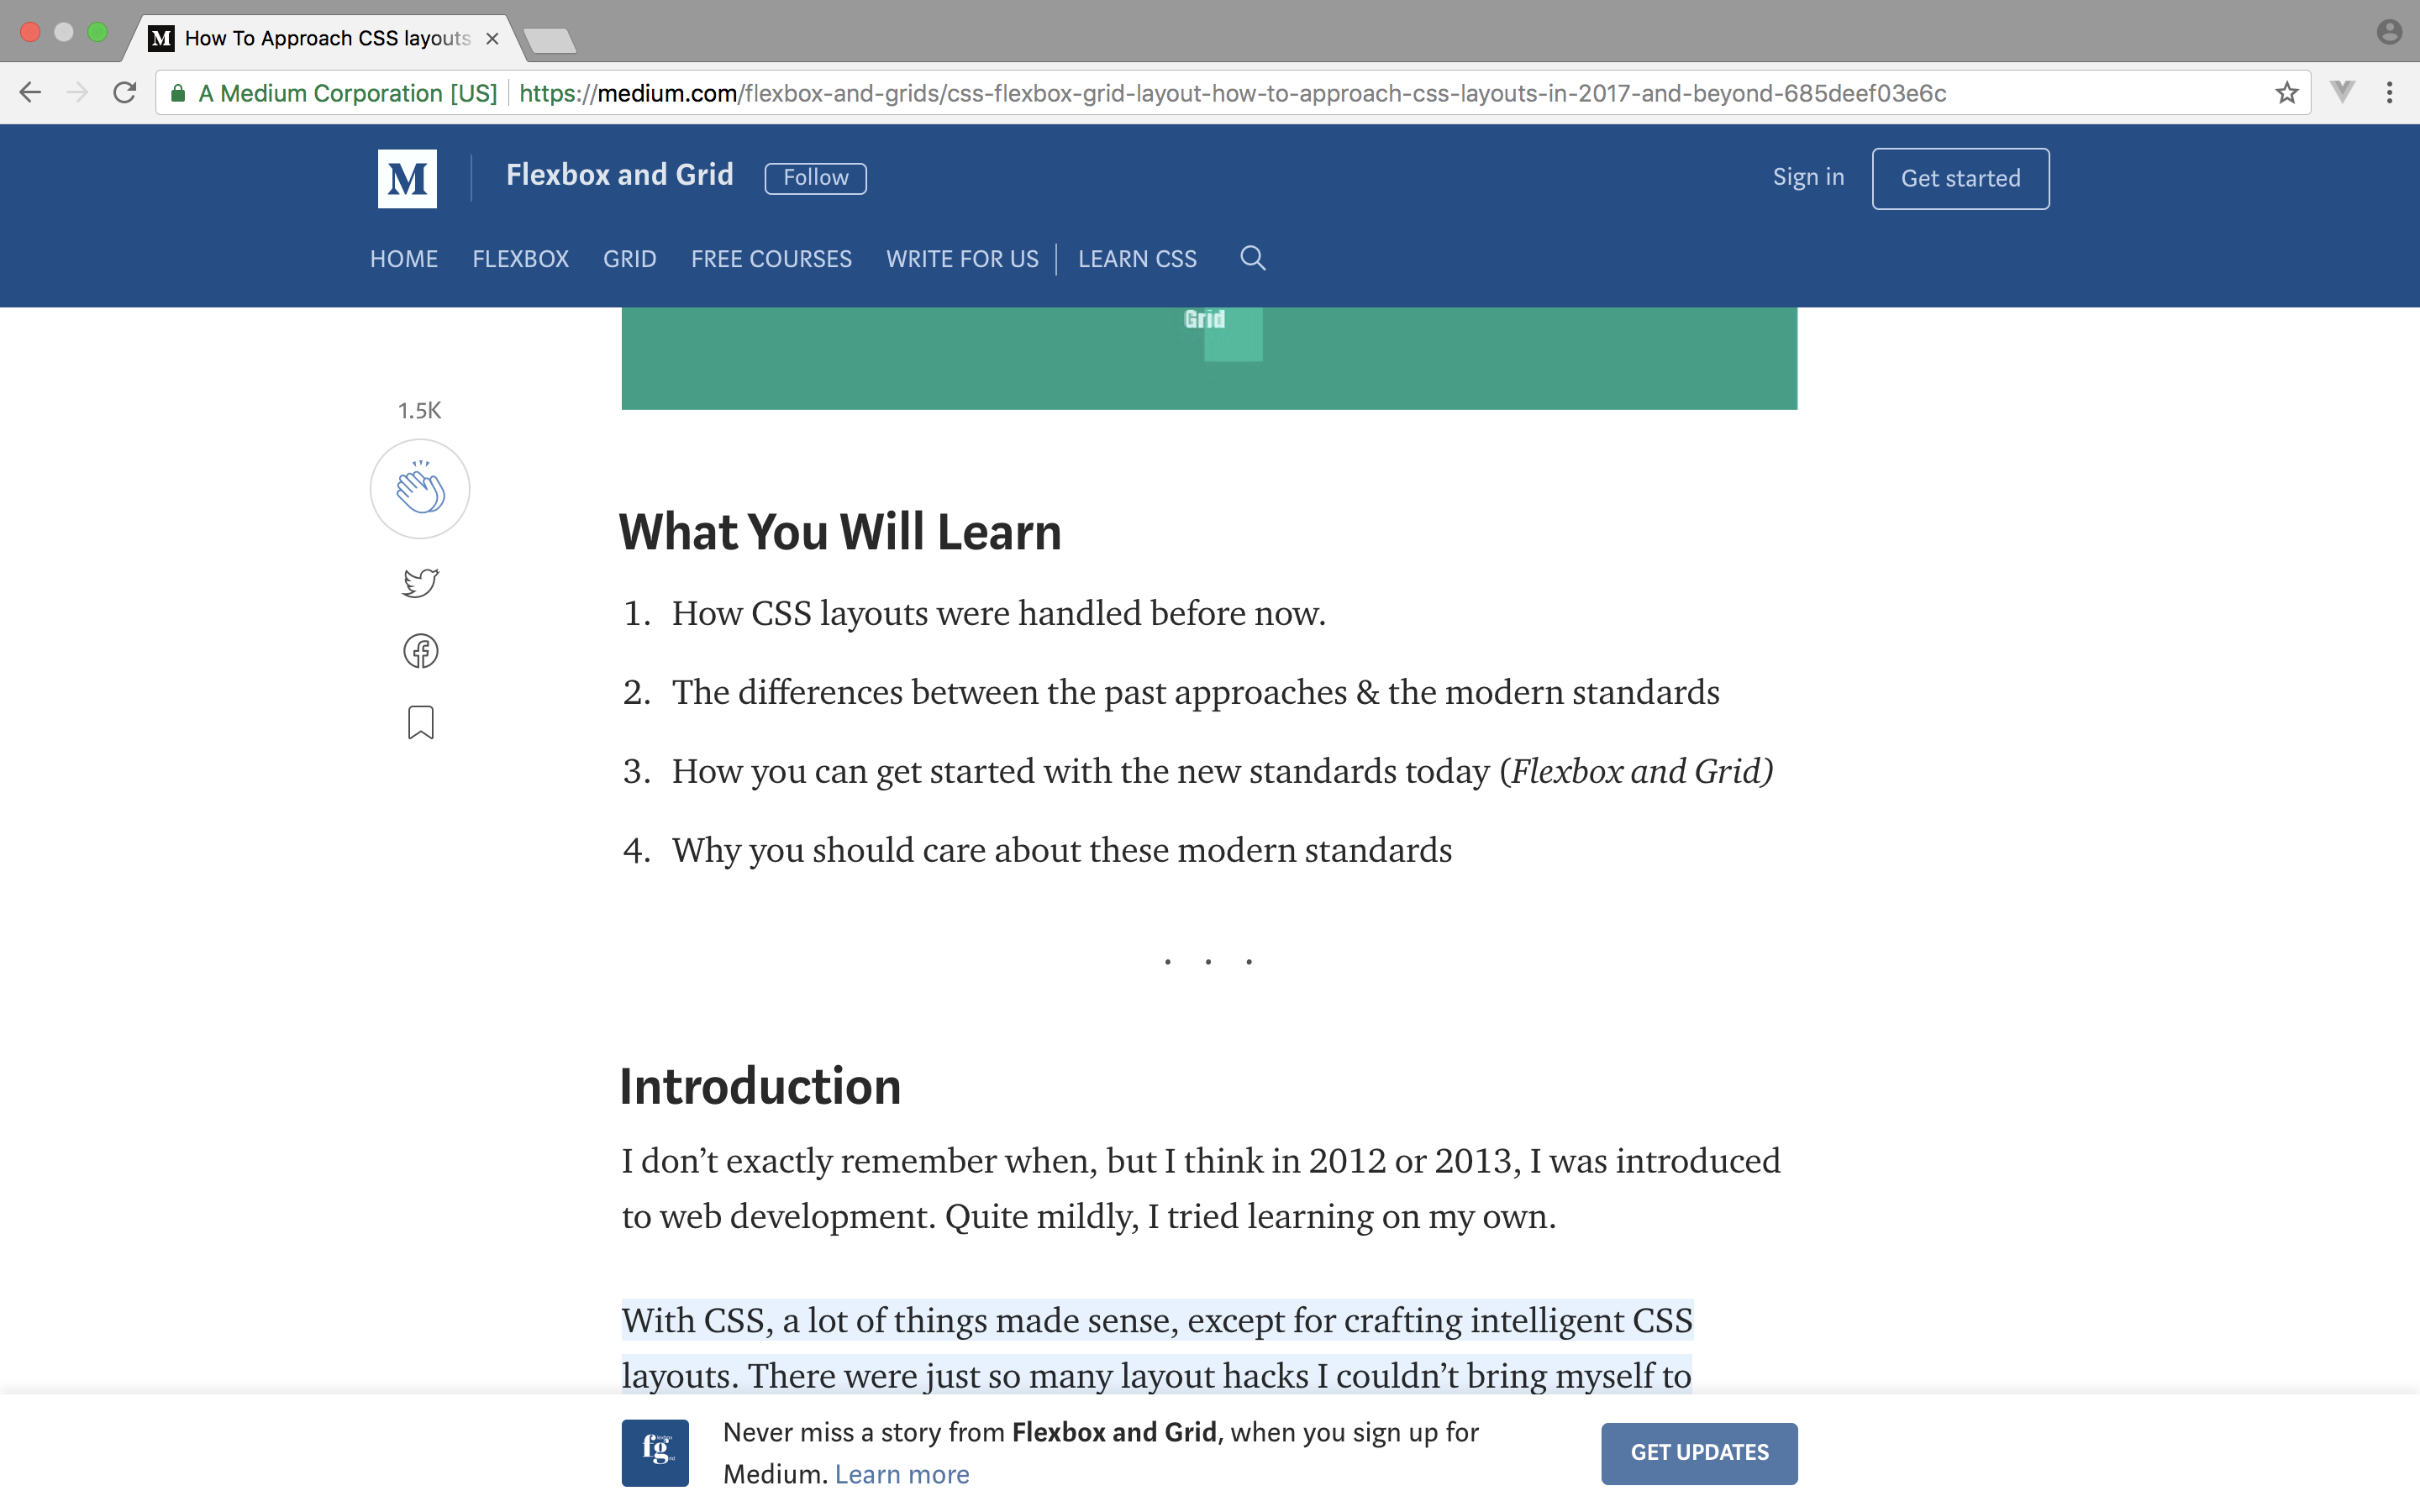 M How To Approach CSS layouts
A Medium Corporation [US] https://medium.com/flexbox-and-grids/css-flexbox-grid-layout-how-to-approach-css-layouts-in-2017-and-beyond-685deef03e6c
M Flexbox and Grid Follow Sign in Get started
HOME FLEXBOX GRID FREE COURSES WRITE FOR US LEARN CSS
Grid
1.5K
What You Will Learn
1. How CSS layouts were handled before now.
2. The differences between the past approaches & the modern standards
3. How you can get started with the new standards today (Flexbox and Grid)
4. Why you should care about these modern standards
. . .
Introduction
I don’t exactly remember when, but I think in 2012 or 2013, I was introduced
to web development. Quite mildly, I tried learning on my own.
With CSS, a lot of things made sense, except for crafting intelligent CSS
layouts. There were just so many layout hacks I couldn’t bring myself to
fg
Never miss a story from Flexbox and Grid, when you sign up for
Medium. Learn more
GET UPDATES